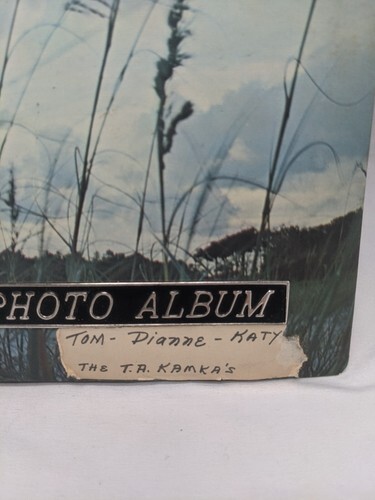 PHOTO ALBUM
TOM - Dianne - KATY
THE T.A. KAMKA'S